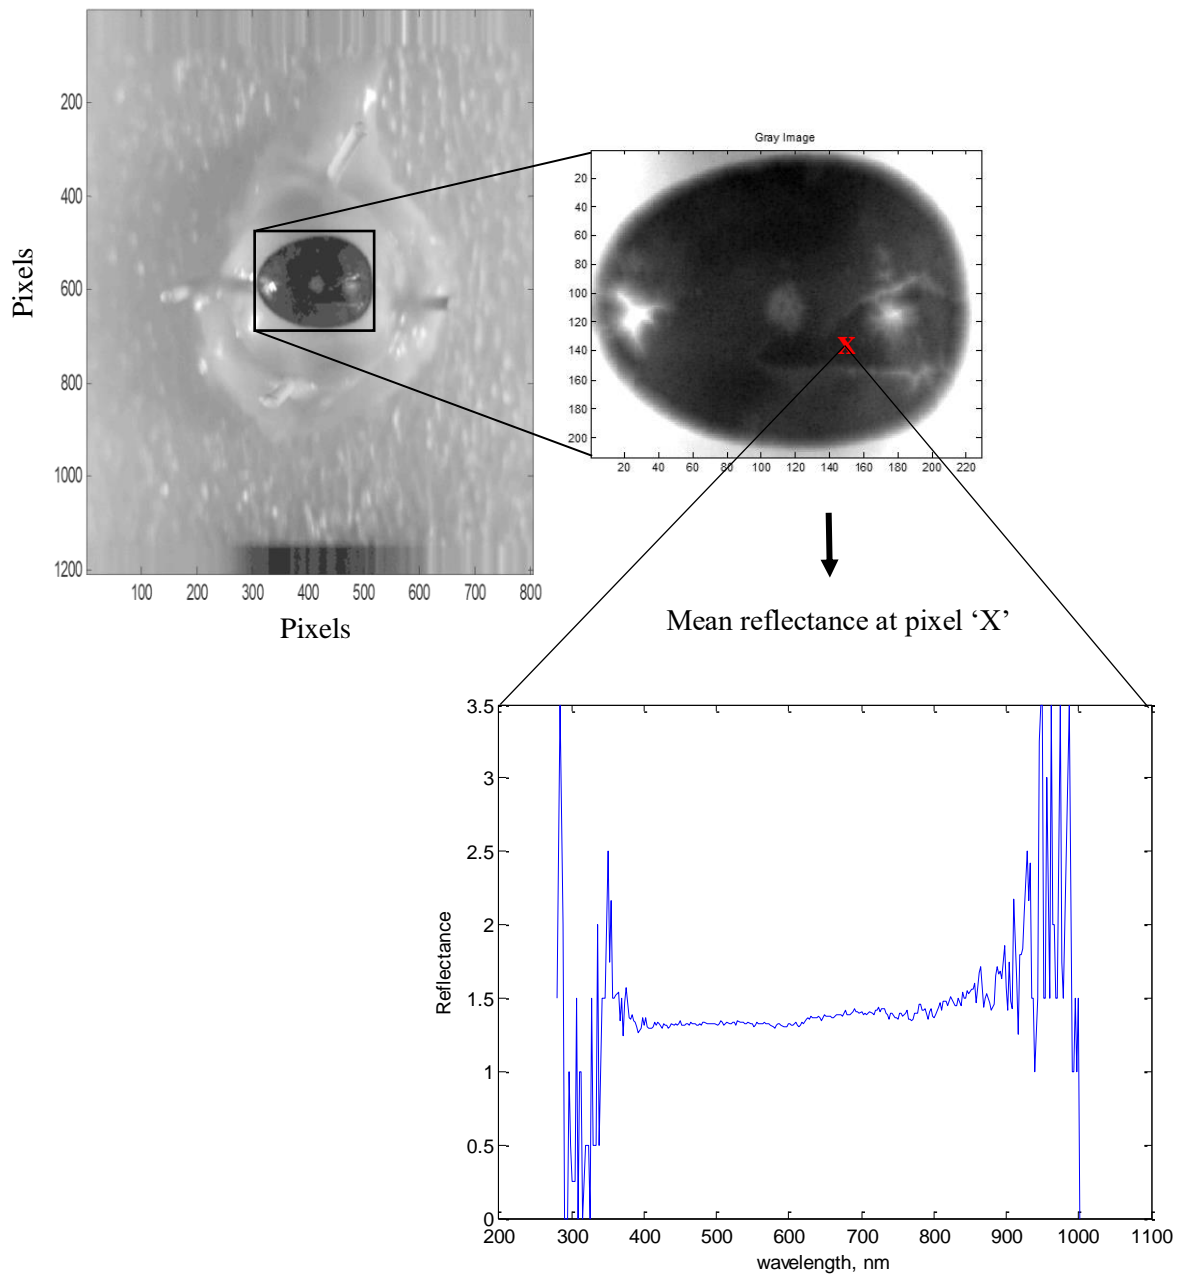 200
400
600
800
1000
1200
Pixels
100 200 300 400 500 600 700 800
Pixels
Gray Image
20
40
60
80
100
120
140
160
180
200
20 40 60 80 100 120 140 160 180 200 220
X
Mean reflectance at pixel ‘X’
3.5
3
2.5
2
1.5
1
0.5
0
Reflectance
200 300 400 500 600 700 800 900 1000 1100
wavelength, nm